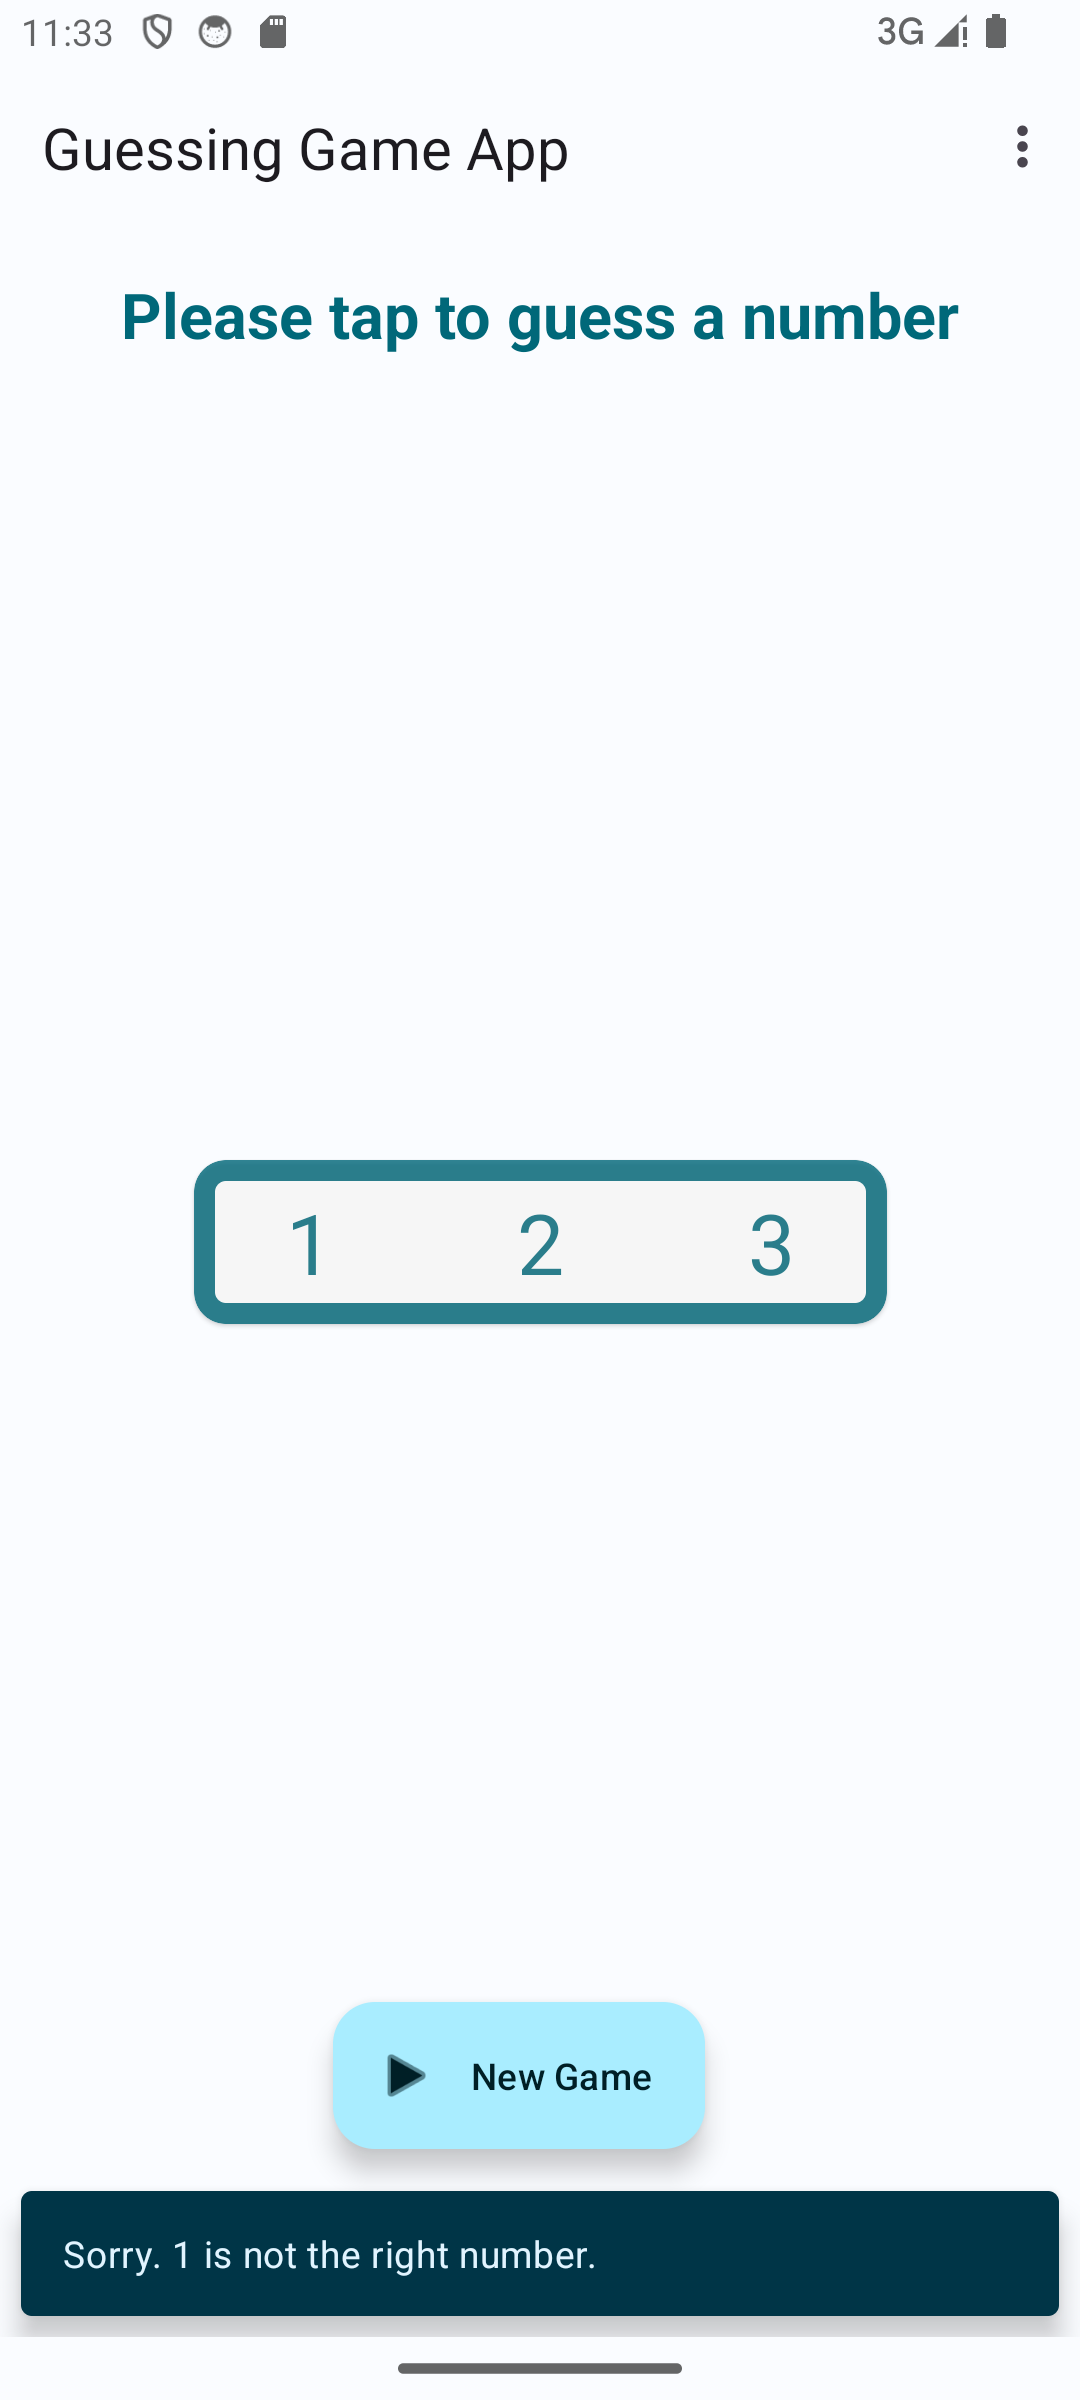 11:33 3G
Guessing Game App
Please tap to guess a number
1 2 3
New Game
Sorry. 1 is not the right number.